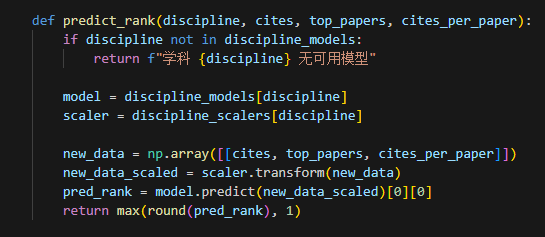 def predict_rank(discipline, cites, top_papers, cites_per_paper):
    if discipline not in discipline_models:
        return f"学科 {discipline} 无可用模型"

    model = discipline_models[discipline]
    scaler = discipline_scalers[discipline]

    new_data = np.array([[cites, top_papers, cites_per_paper]])
    new_data_scaled = scaler.transform(new_data)
    pred_rank = model.predict(new_data_scaled)[0][0]
    return max(round(pred_rank), 1)